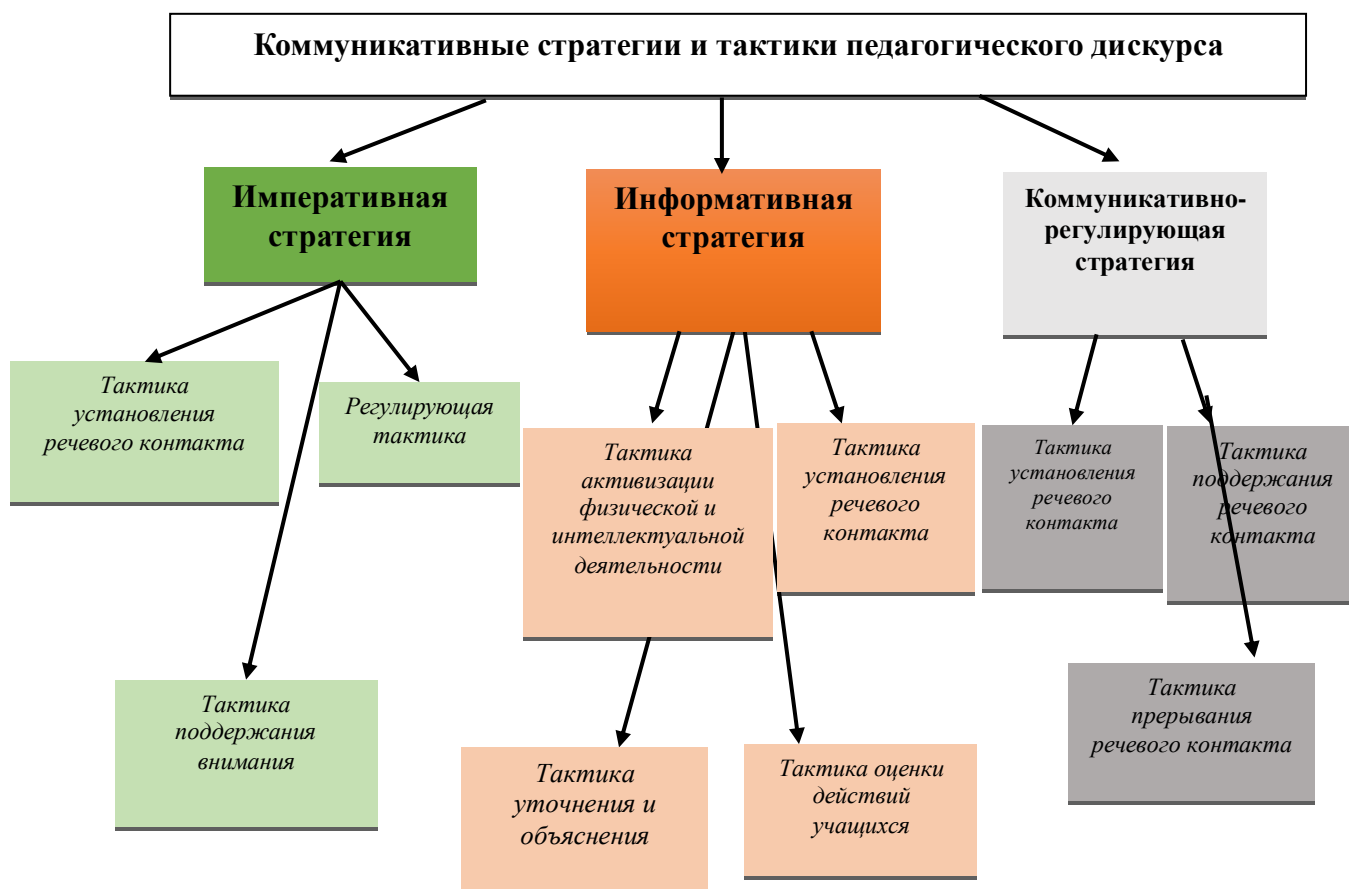 Коммуникативные стратегии и тактики педагогического дискурса
Императивная
стратегия
Информативная
стратегия
Коммуникативно-
регулирующая
стратегия
Тактика
установления
речевого контакта
Регулирующая
тактика
Тактика
активизации
физической и
интеллектуальной
деятельности
Тактика
установления
речевого
контакта
Тактика
установления
речевого
контакта
Тактика
поддержания
речевого
контакта
Тактика
поддержания
внимания
Тактика
уточнения и
объяснения
Тактика оценки
действий
учащихся
Тактика
прерывания
речевого контакта